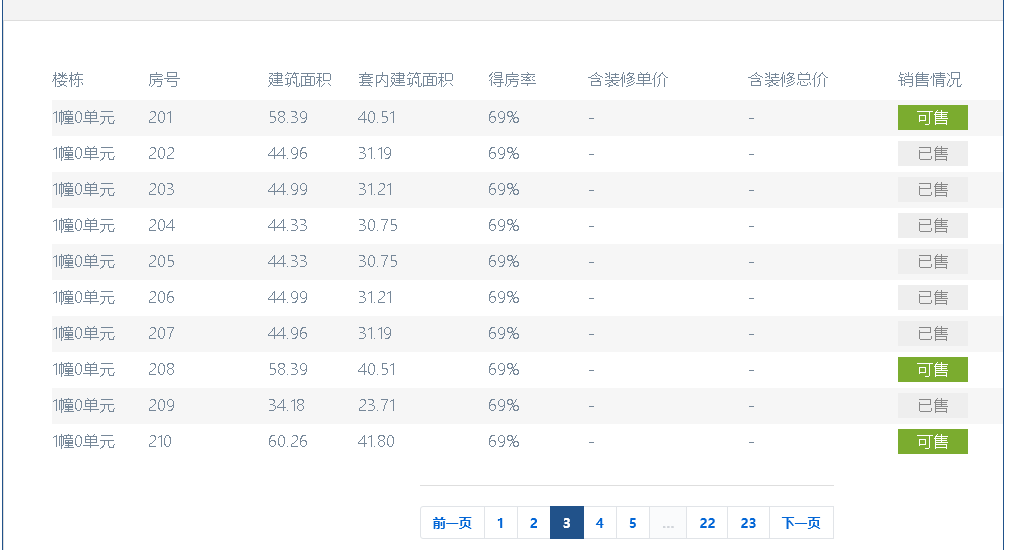 楼栋 房号 建筑面积 套内建筑面积 得房率 含装修单价 含装修总价 销售情况
1幢0单元 201 58.39 40.51 69% - - 可售
1幢0单元 202 44.96 31.19 69% - - 已售
1幢0单元 203 44.99 31.21 69% - - 已售
1幢0单元 204 44.33 30.75 69% - - 已售
1幢0单元 205 44.33 30.75 69% - - 已售
1幢0单元 206 44.99 31.21 69% - - 已售
1幢0单元 207 44.96 31.19 69% - - 已售
1幢0单元 208 58.39 40.51 69% - - 可售
1幢0单元 209 34.18 23.71 69% - - 已售
1幢0单元 210 60.26 41.80 69% - - 可售
前一页 1 2 3 4 5 ... 22 23 下一页